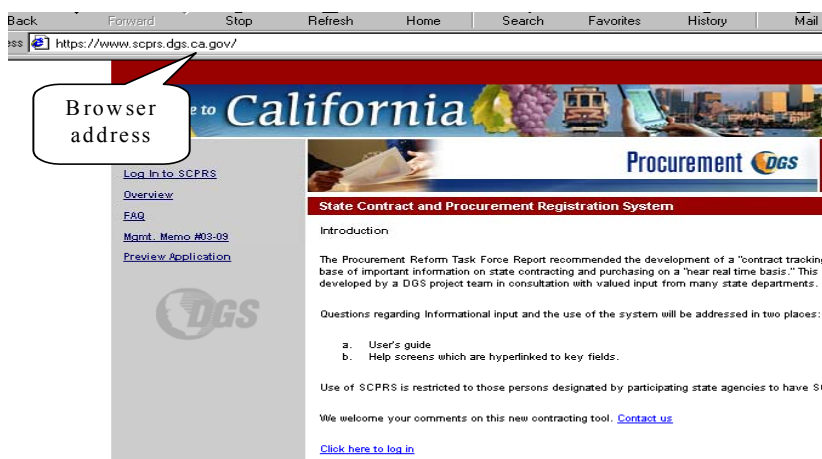 Back Forward Stop Refresh Home Search Favorites History Mail
ess https://www.scprs.dgs.ca.gov/
Browser
address
to California
Procurement DGS
Log In to SCPRS
Overview
FAQ
Mgmt. Memo #03-09
Preview Application
DGS
State Contract and Procurement Registration System
Introduction
The Procurement Reform Task Force Report recommended the development of a "contract tracking
base of important information on state contracting and purchasing on a "near real time basis." This
developed by a DGS project team in consultation with valued input from many state departments.
Questions regarding Informational input and the use of the system will be addressed in two places:
a. User's guide
b. Help screens which are hyperlinked to key fields.
Use of SCPRS is restricted to those persons designated by participating state agencies to have S
We welcome your comments on this new contracting tool. Contact us
Click here to log in